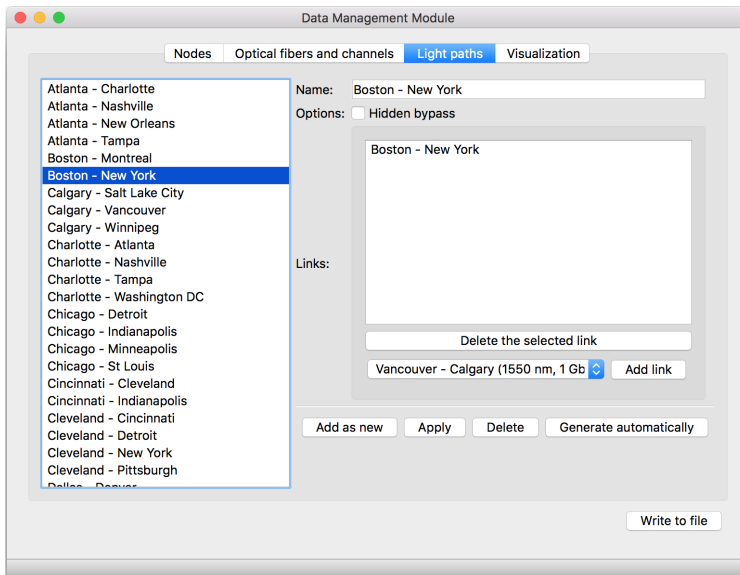 Data Management Module
Nodes
Optical fibers and channels
Light paths
Visualization
Atlanta - Charlotte
Atlanta - Nashville
Atlanta - New Orleans
Atlanta - Tampa
Boston - Montreal
Boston - New York
Calgary - Salt Lake City
Calgary - Vancouver
Calgary - Winnipeg
Charlotte - Atlanta
Charlotte - Nashville
Charlotte - Tampa
Charlotte - Washington DC
Chicago - Detroit
Chicago - Indianapolis
Chicago - Minneapolis
Chicago - St Louis
Cincinnati - Cleveland
Cincinnati - Indianapolis
Cleveland - Cincinnati
Cleveland - Detroit
Cleveland - New York
Cleveland - Pittsburgh
Dallas - Denver
Name:
Boston - New York
Options:
Hidden bypass
Links:
Boston - New York
Delete the selected link
Vancouver - Calgary (1550 nm, 1 Gb
Add link
Add as new
Apply
Delete
Generate automatically
Write to file